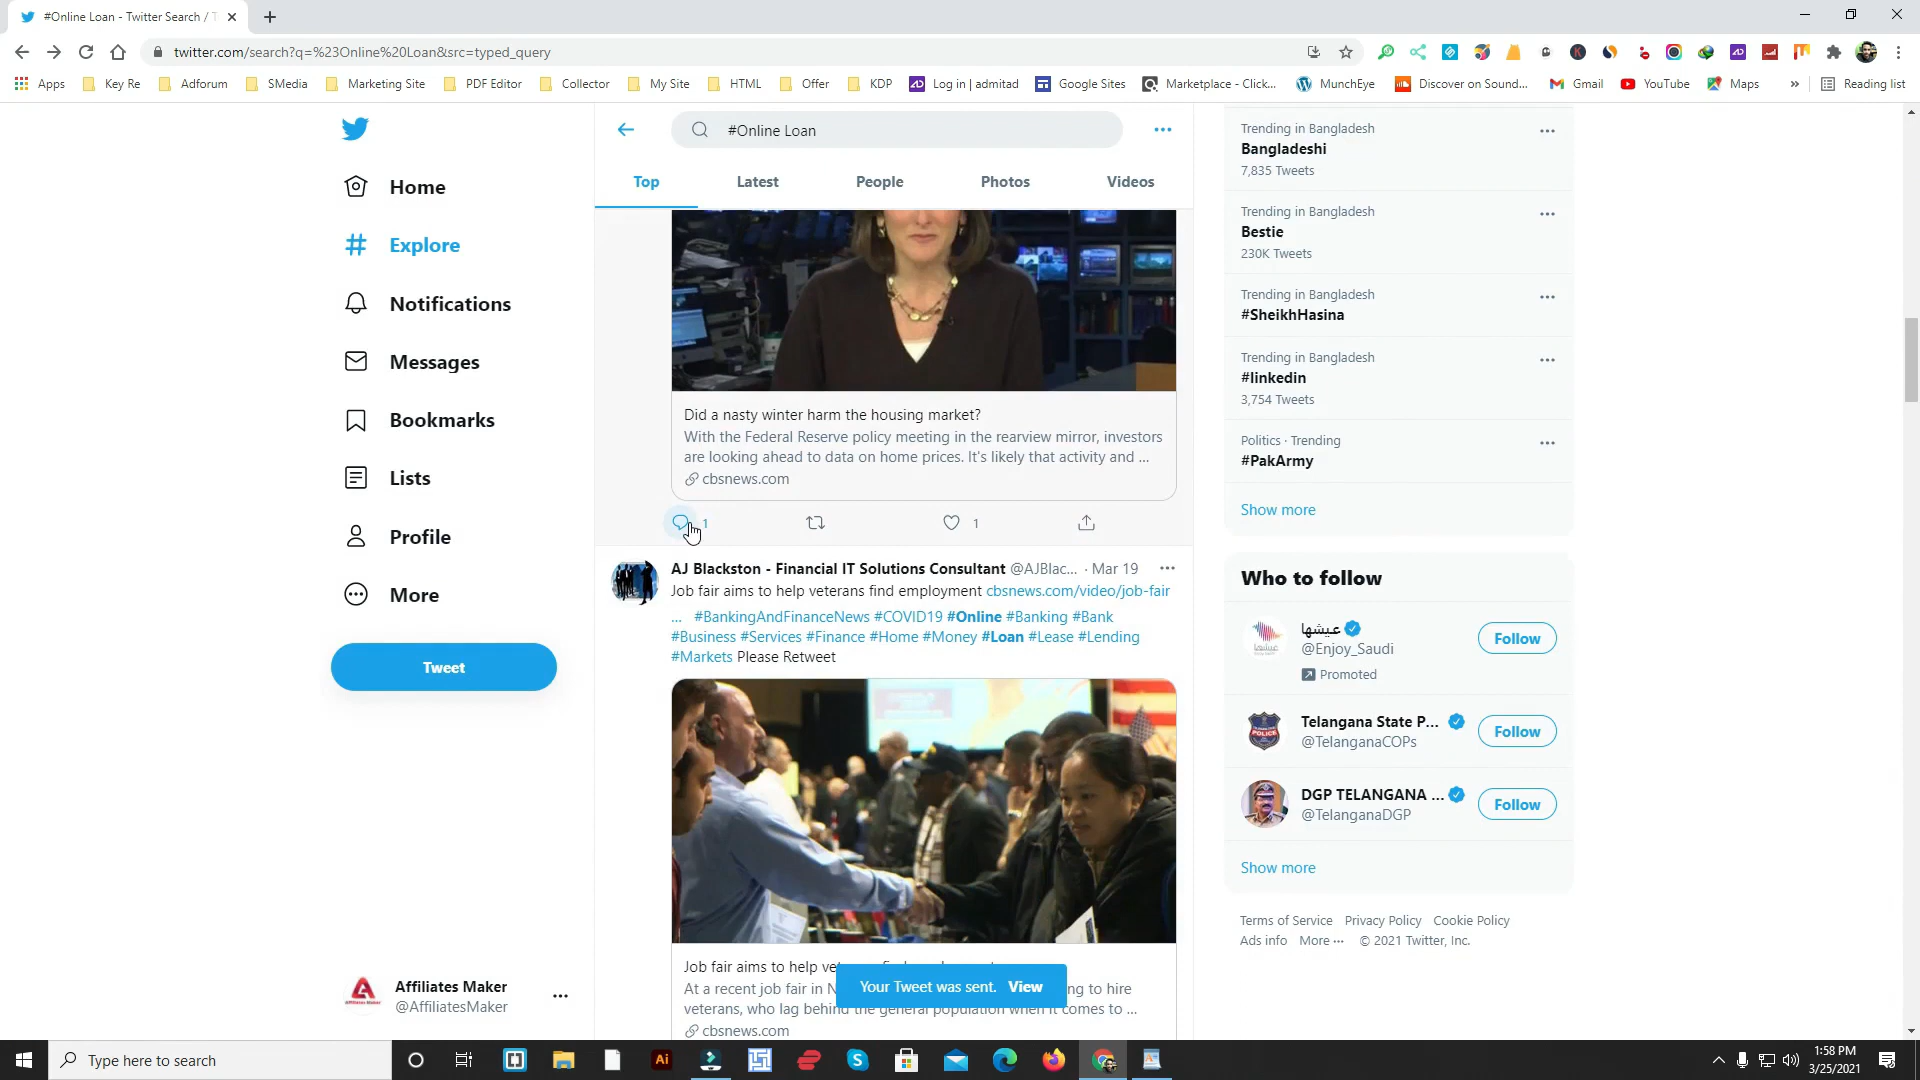 #Online Loan - Twitter Search / T
twitter.com/search?q=%23Online%20Loan&src=typed_query
Apps
Key Re
Adforum
SMedia
Marketing Site
PDF Editor
Collector
My Site
HTML
Offer
KDP
Log in | admitad
Google Sites
Marketplace - Click...
MunchEye
Discover on Sound...
Gmail
YouTube
Maps
»
Reading list
Home
Explore
Notifications
Messages
Bookmarks
Lists
Profile
More
Tweet
Affiliates Maker
@AffiliatesMaker
#Online Loan
Top
Latest
People
Photos
Videos
Did a nasty winter harm the housing market?
With the Federal Reserve policy meeting in the rearview mirror, investors
are looking ahead to data on home prices. It's likely that activity and ...
cbsnews.com
1
1
AJ Blackston - Financial IT Solutions Consultant @AJBlac... · Mar 19
Job fair aims to help veterans find employment cbsnews.com/video/job-fair
... #BankingAndFinanceNews #COVID19 #Online #Banking #Bank
#Business #Services #Finance #Home #Money #Loan #Lease #Lending
#Markets Please Retweet
Job fair aims to help
At a recent job fair in
ng to hire
veterans, who lag behind the general population when it comes to ...
cbsnews.com
Your Tweet was sent. View
Trending in Bangladesh
Bangladeshi
7,835 Tweets
Trending in Bangladesh
Bestie
230K Tweets
Trending in Bangladesh
#SheikhHasina
Trending in Bangladesh
#linkedin
3,754 Tweets
Politics · Trending
#PakArmy
Show more
Who to follow
عيشها
@Enjoy_Saudi
Promoted
Follow
Telangana State P...
@TelanganaCOPs
Follow
DGP TELANGANA ...
@TelanganaDGP
Follow
Show more
Terms of Service Privacy Policy Cookie Policy
Ads info More ··· © 2021 Twitter, Inc.
Type here to search
Ai
1:58 PM
3/25/2021